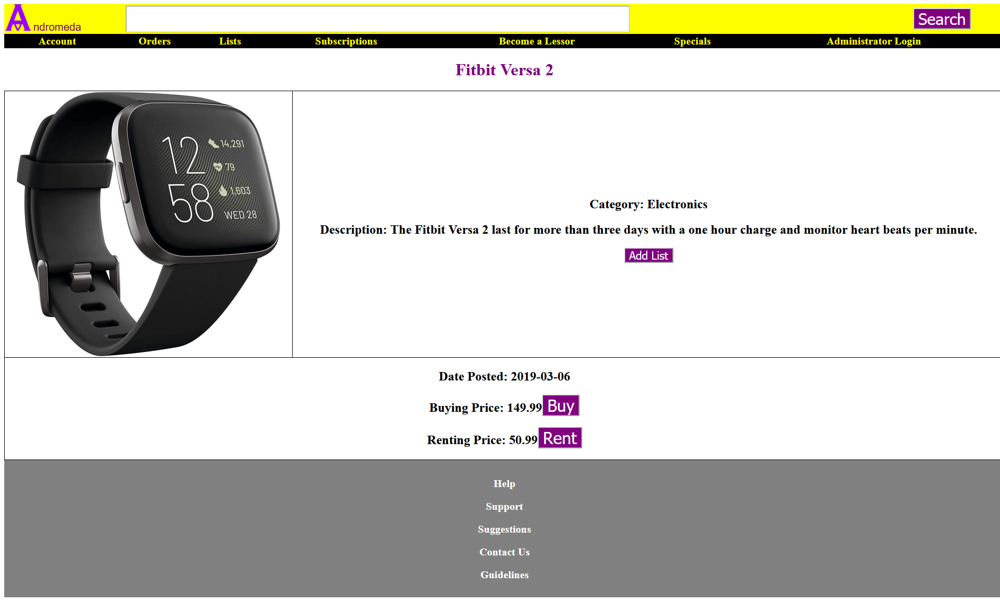 Andromeda
Search
Account Orders Lists Subscriptions Become a Lessor Specials Administrator Login
Fitbit Versa 2
12 14,291
79
58 1,603
WED 28
Category: Electronics
Description: The Fitbit Versa 2 last for more than three days with a one hour charge and monitor heart beats per minute.
Add List
Date Posted: 2019-03-06
Buying Price: 149.99 Buy
Renting Price: 50.99 Rent
Help
Support
Suggestions
Contact Us
Guidelines